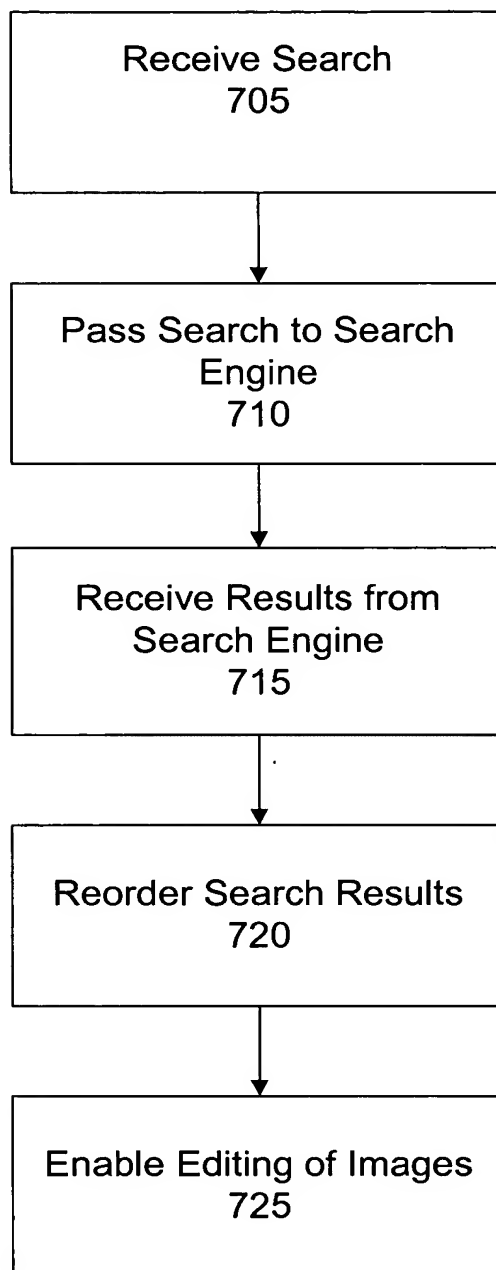 Receive Search
705
Pass Search to Search
Engine
710
Receive Results from
Search Engine
715
Reorder Search Results
720
Enable Editing of Images
725